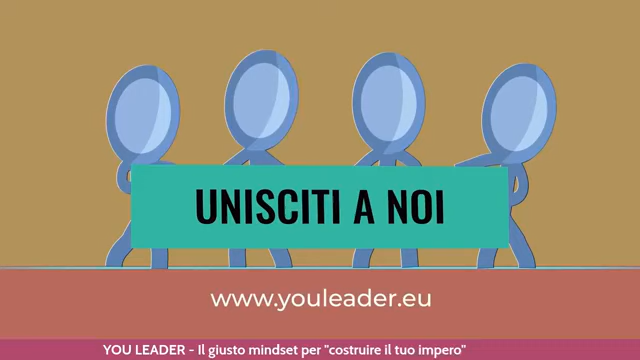 UNISCITI A NOI
www.youleader.eu
YOU LEADER - Il giusto mindset per "costruire il tuo impero"